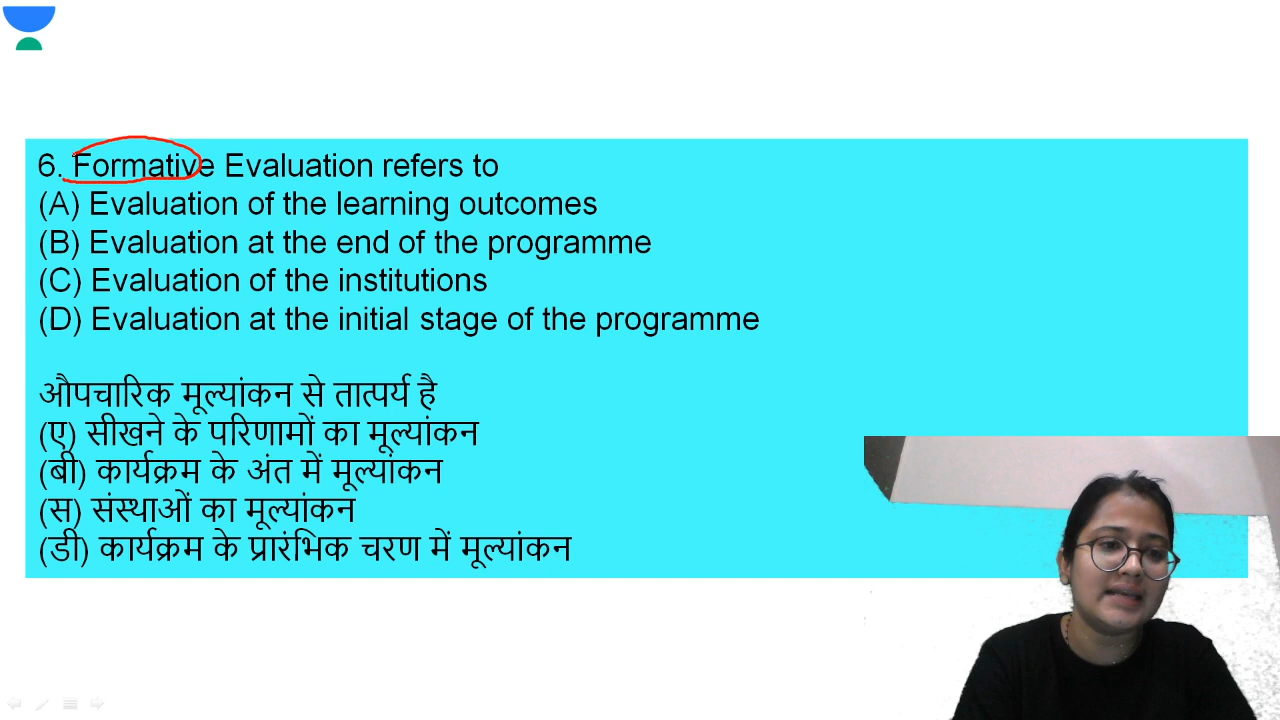 6. Formative Evaluation refers to
(A) Evaluation of the learning outcomes
(B) Evaluation at the end of the programme
(C) Evaluation of the institutions
(D) Evaluation at the initial stage of the programme
औपचारिक मूल्यांकन से तात्पर्य है
(ए) सीखने के परिणामों का मूल्यांकन
(बी) कार्यक्रम के अंत में मूल्यांकन
(स) संस्थाओं का मूल्यांकन
(डी) कार्यक्रम के प्रारंभिक चरण में मूल्यांकन